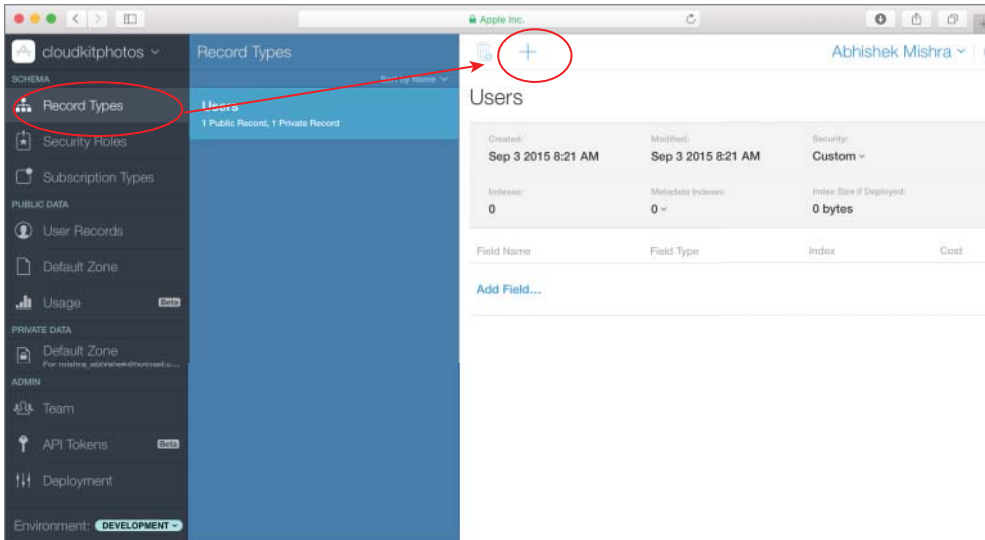 Apple Inc.
cloudkitphotos
SCHEMA
Record Types
Security Roles
Subscription Types
PUBLIC DATA
User Records
Default Zone
Usage Beta
PRIVATE DATA
Default Zone
ADMIN
Team
API Tokens Beta
Deployment
Environment: DEVELOPMENT
Record Types
Sort by Name
Users
1 Public Record, 1 Private Record
Abhishek Mishra
Users
Created: Modified: Security:
Sep 3 2015 8:21 AM Sep 3 2015 8:21 AM Custom
Indexes: Metadata Indexes: Index Size if Deployed:
0 0 0 bytes
Field Name Field Type Index Cost
Add Field...